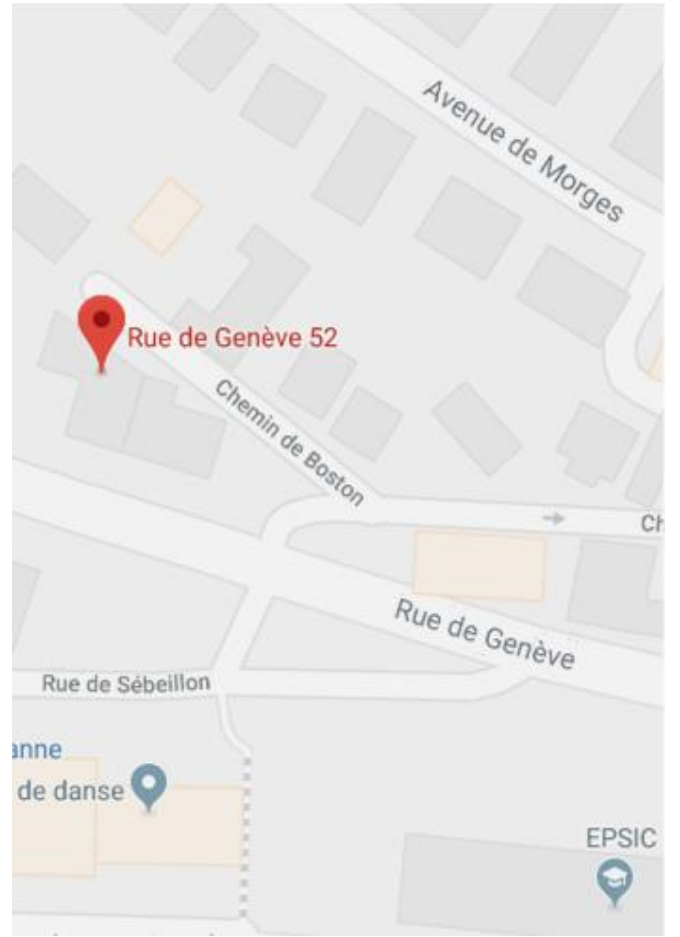 Avenue de Morges
Rue de Genève 52
Chemin de Boston
Ch
Rue de Genève
Rue de Sébeillon
anne
de danse
EPSIC